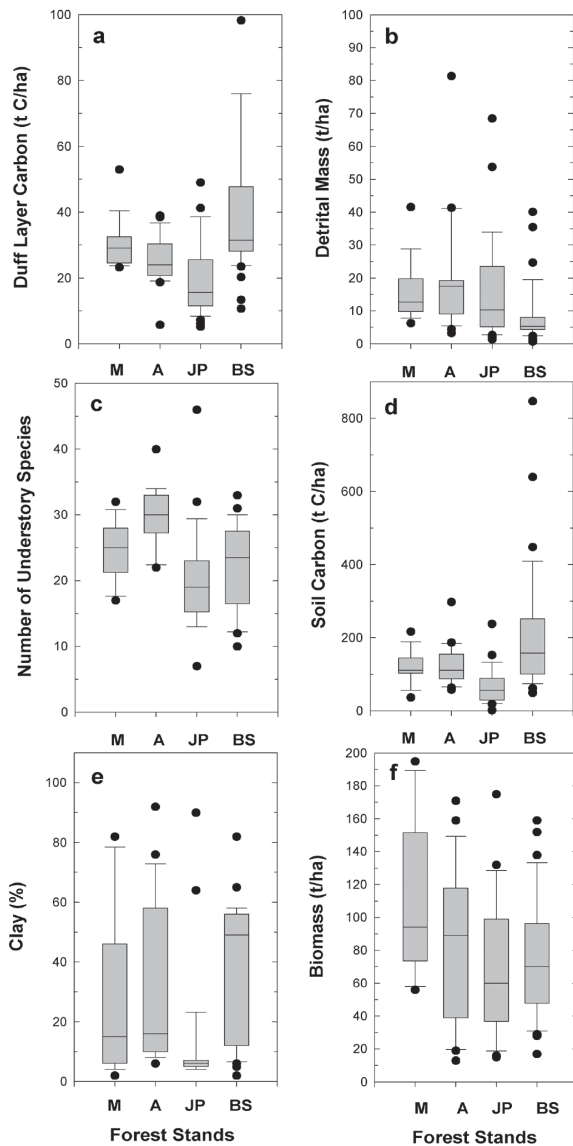 a
Duff Layer Carbon (t C/ha)
100
80
60
40
20
0
M A JP BS
b
Detrital Mass (t/ha)
100
90
80
70
60
50
40
30
20
10
0
M A JP BS
c
Number of Understory Species
50
40
30
20
10
0
M A JP BS
d
Soil Carbon (t C/ha)
800
600
400
200
0
M A JP BS
e
Clay (%)
100
80
60
40
20
0
M A JP BS
Forest Stands
f
Biomass (t/ha)
200
180
160
140
120
100
80
60
40
20
0
M A JP BS
Forest Stands